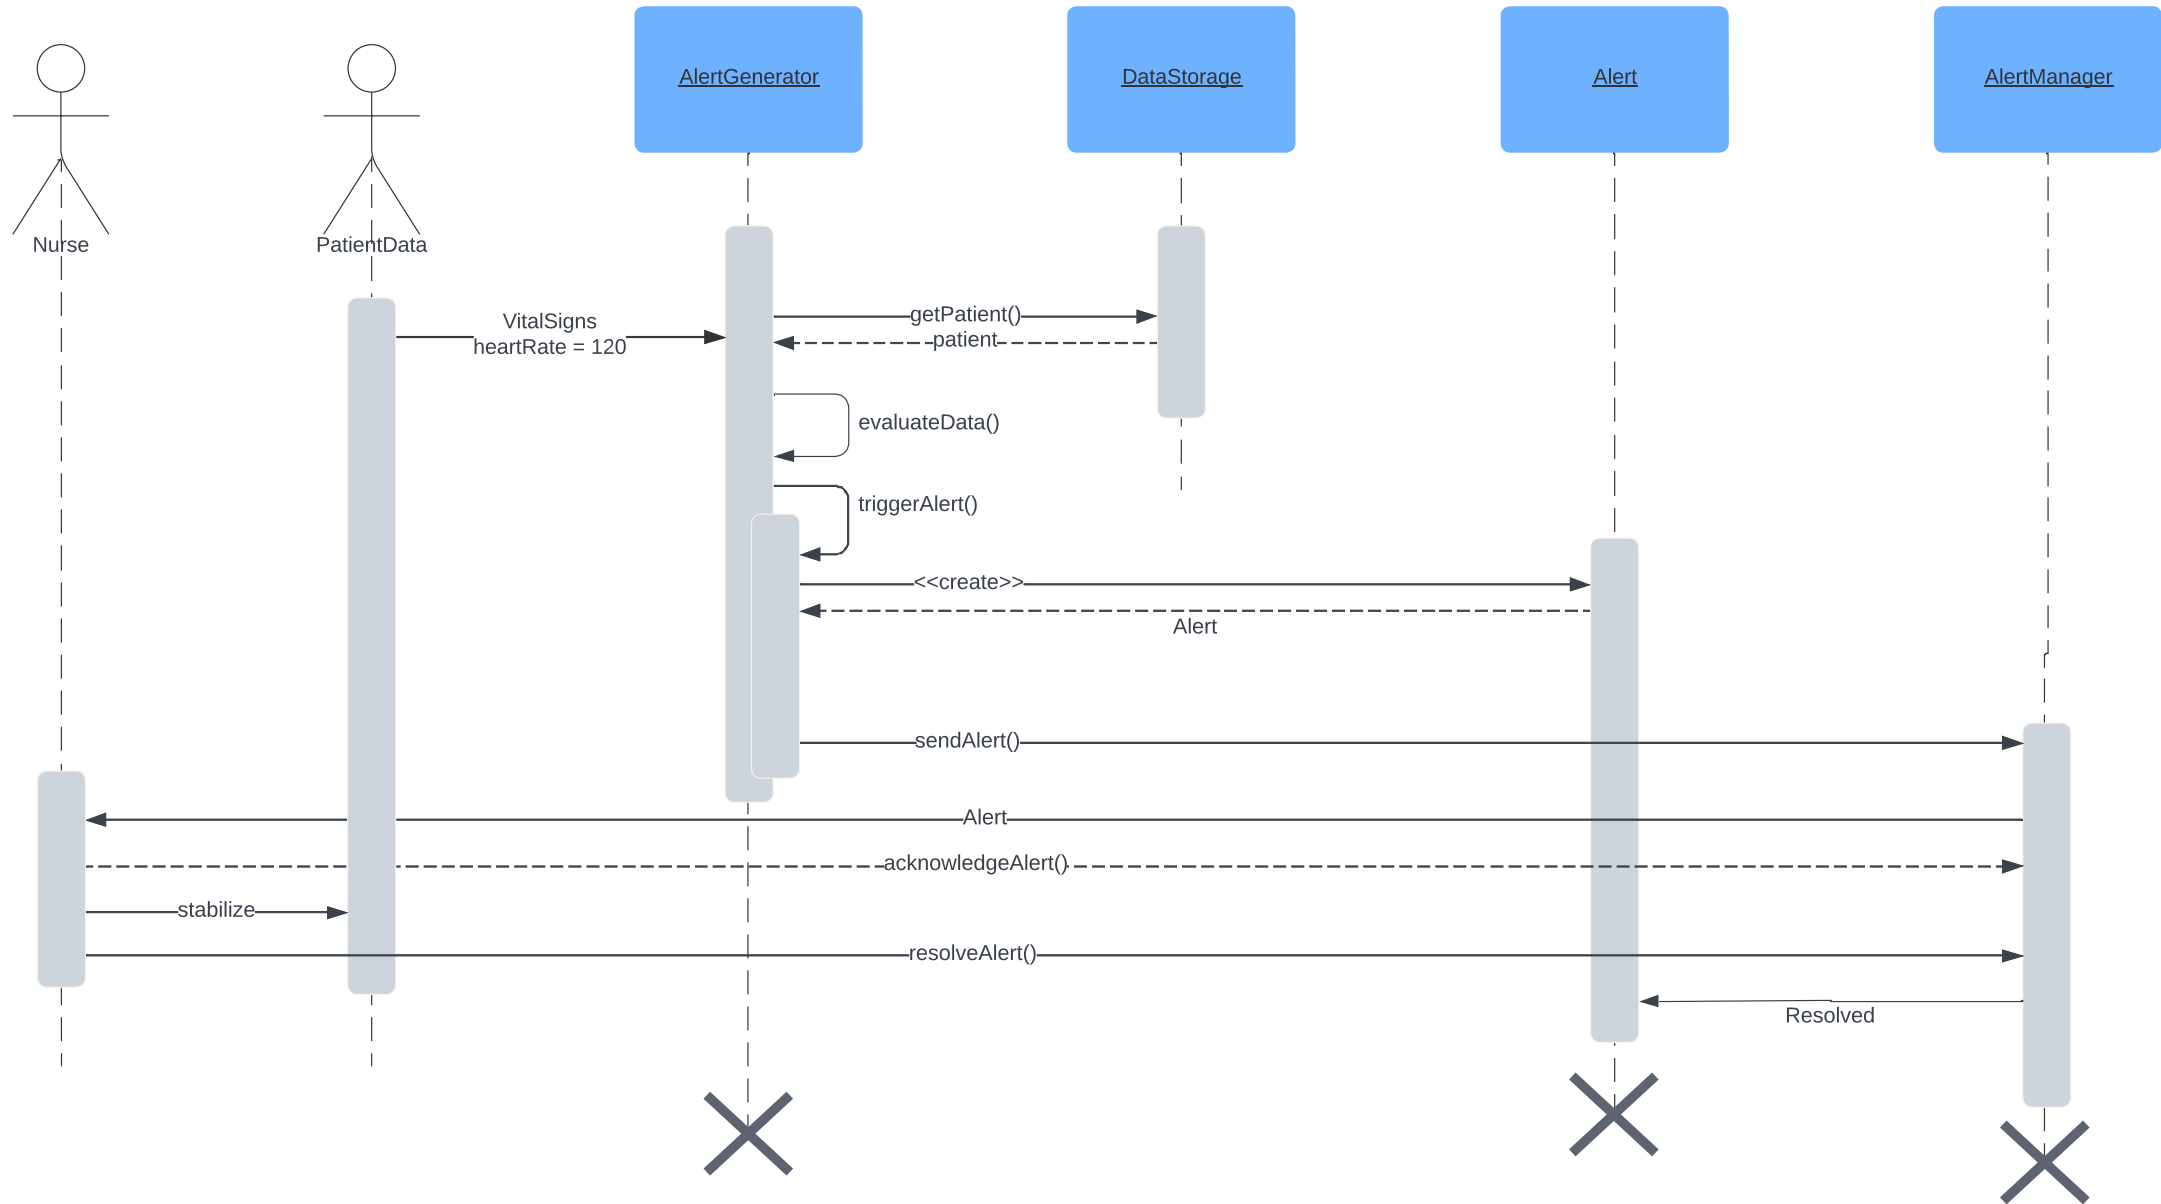 AlertGenerator
DataStorage
Alert
AlertManager
Nurse
PatientData
VitalSigns
heartRate = 120
getPatient()
patient
evaluateData()
triggerAlert()
<<create>>
Alert
sendAlert()
Alert
acknowledgeAlert()
stabilize
resolveAlert()
Resolved